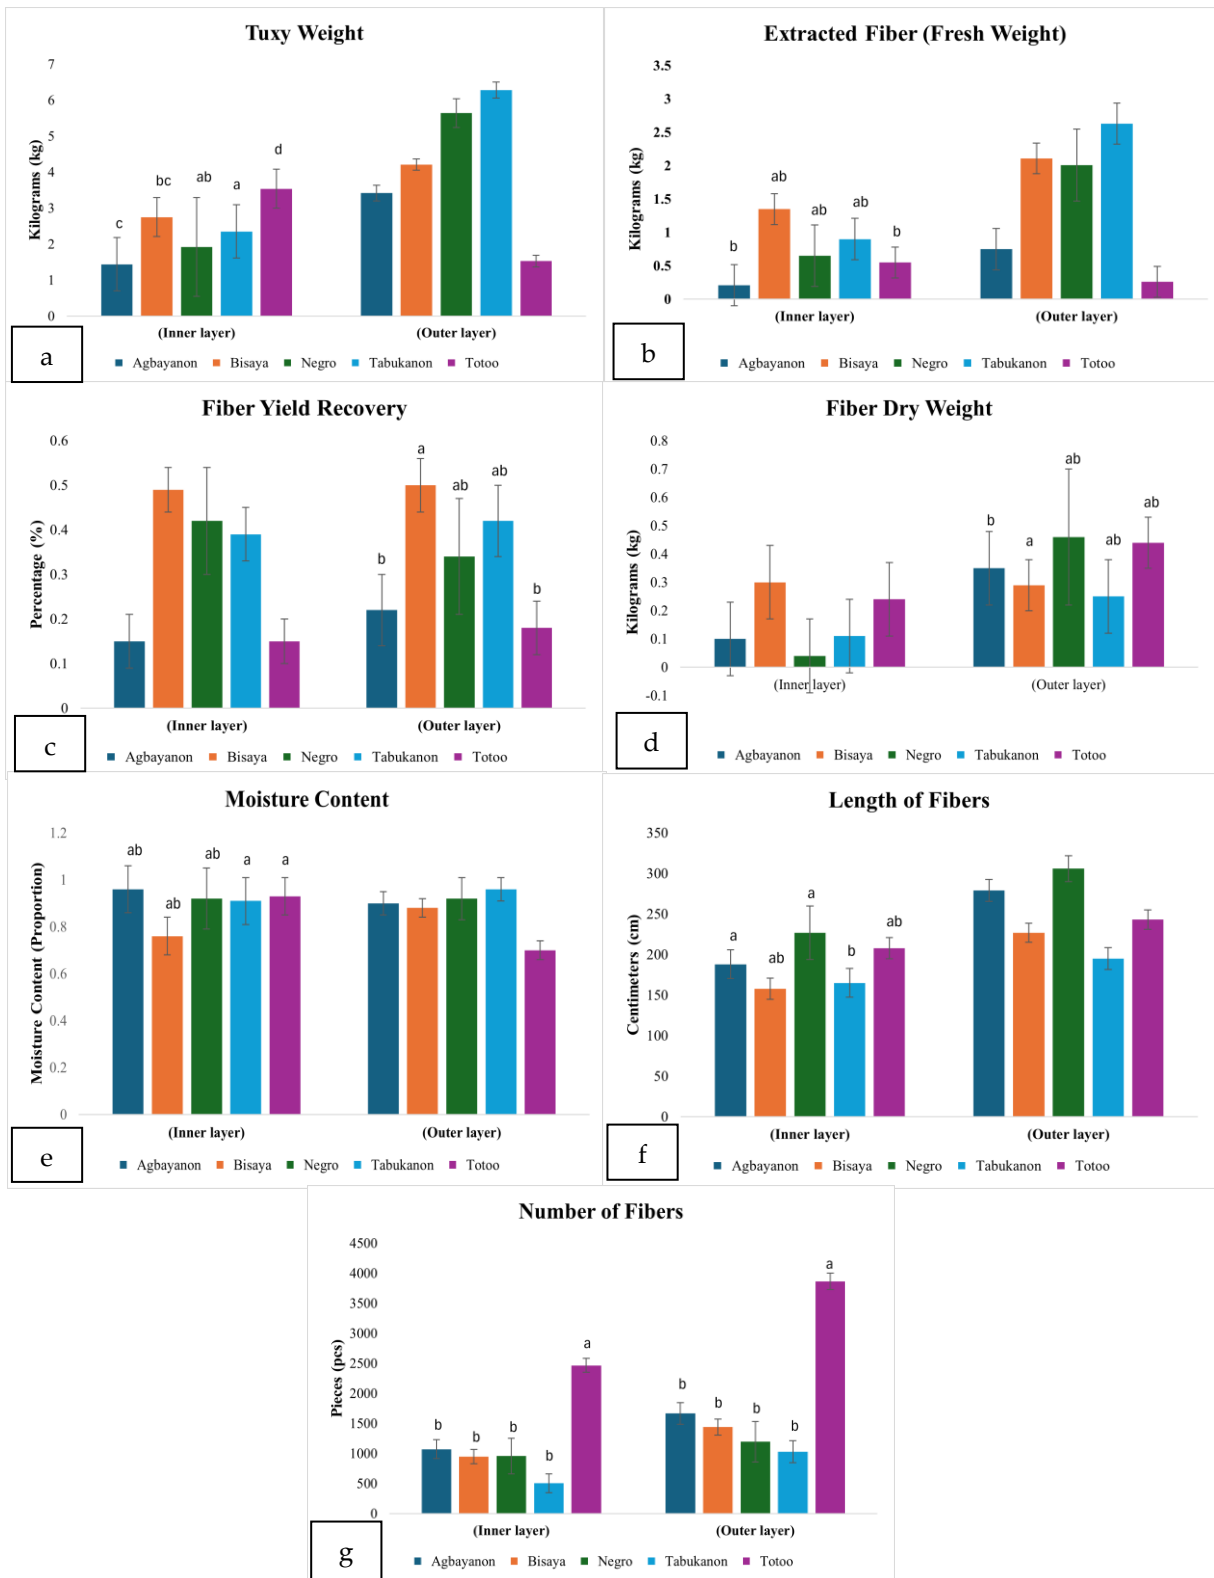 Tuxy Weight
7
6
5
4
3
2
1
0
Kilograms (kg)
c
bc
ab
a
d
(Inner layer)
(Outer layer)
Agbayanon Bisaya Negro Tabukanon Totoo
a
Extracted Fiber (Fresh Weight)
3.5
3
2.5
2
1.5
1
0.5
0
Kilograms (kg)
b
ab
ab
ab
b
(Inner layer)
(Outer layer)
Agbayanon Bisaya Negro Tabukanon Totoo
b
Fiber Yield Recovery
0.6
0.5
0.4
0.3
0.2
0.1
0
Percentage (%)
b
a
ab
ab
b
(Inner layer)
(Outer layer)
Agbayanon Bisaya Negro Tabukanon Totoo
c
Fiber Dry Weight
0.8
0.7
0.6
0.5
0.4
0.3
0.2
0.1
0
-0.1
Kilograms (kg)
b
a
ab
ab
ab
(Inner layer)
(Outer layer)
Agbayanon Bisaya Negro Tabukanon Totoo
d
Moisture Content
1.2
1
0.8
0.6
0.4
0.2
0
Moisture Content (Proportion)
ab
ab
ab
a
a
(Inner layer)
(Outer layer)
Agbayanon Bisaya Negro Tabukanon Totoo
e
Length of Fibers
350
300
250
200
150
100
50
0
Centimeters (cm)
a
ab
a
b
ab
(Inner layer)
(Outer layer)
Agbayanon Bisaya Negro Tabukanon Totoo
f
Number of Fibers
4500
4000
3500
3000
2500
2000
1500
1000
500
0
Pieces (pcs)
b
b
b
b
a
b
b
b
b
a
(Inner layer)
(Outer layer)
Agbayanon Bisaya Negro Tabukanon Totoo
g